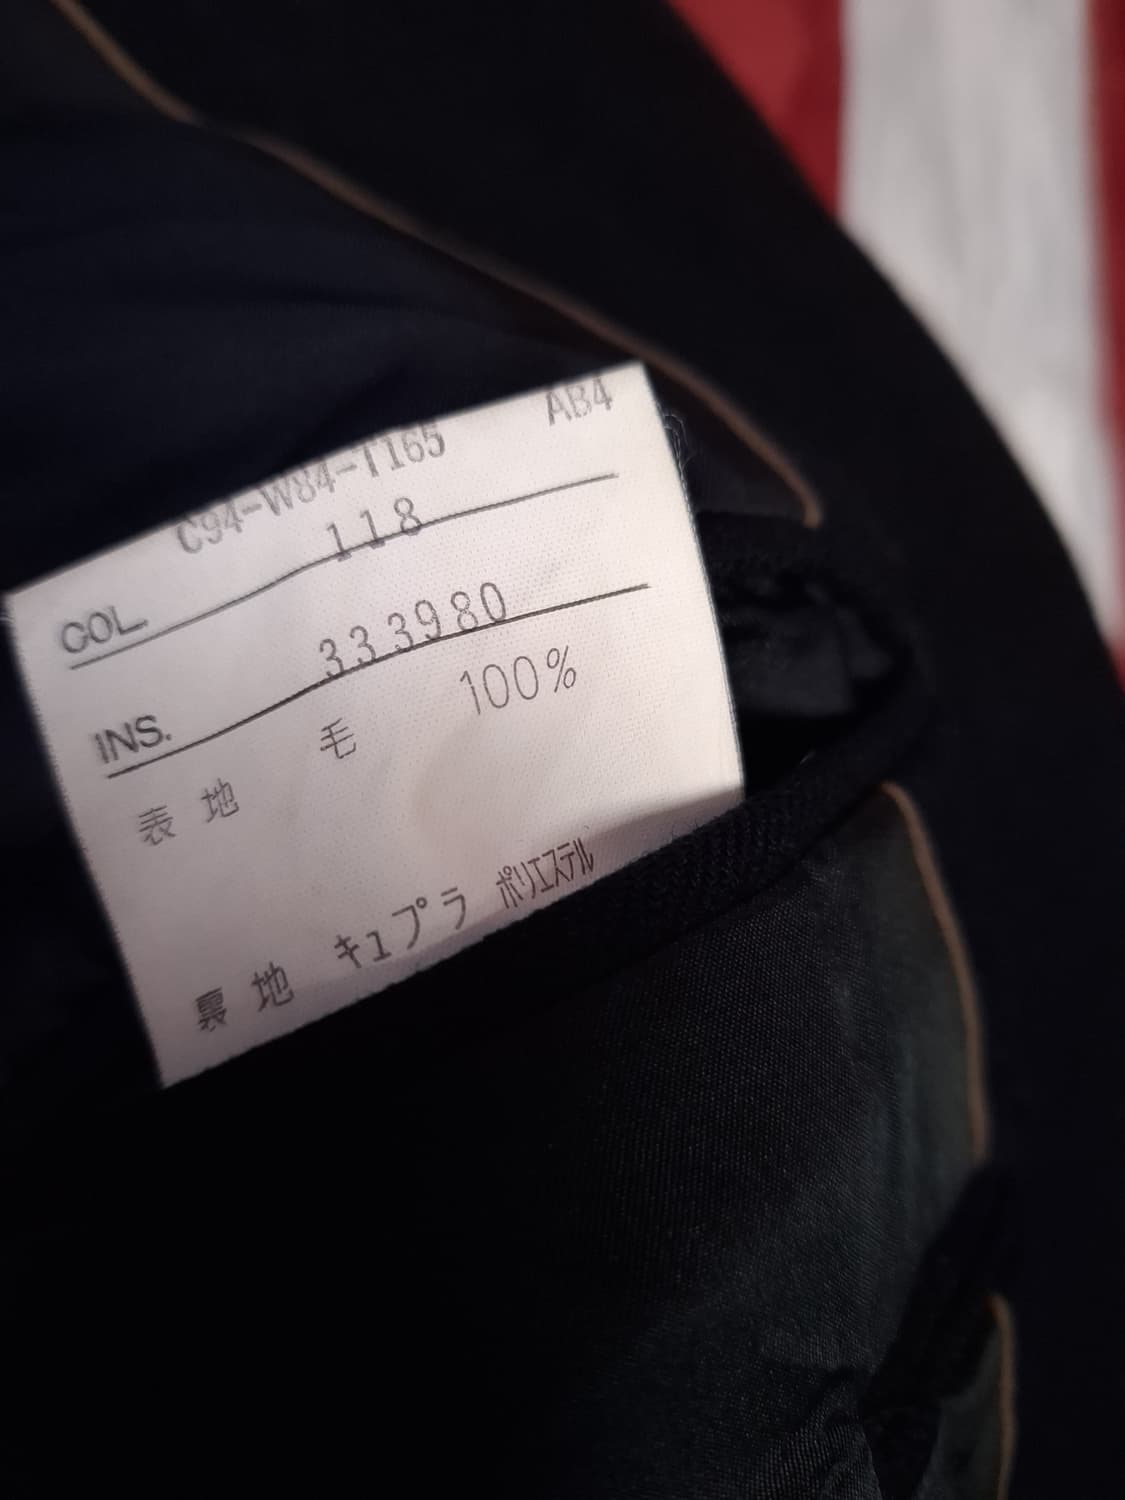 C94-W84-T165 AB4
COL. 118
INS. 333980
表地 毛 100%
裏地 キュプラ ポリエステル